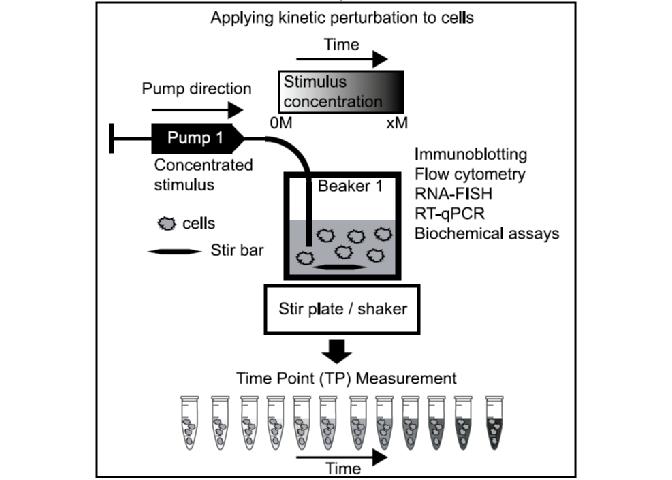 Applying kinetic perturbation to cells
Time
Pump direction
Stimulus
concentration
0M
xM
Pump 1
Concentrated
stimulus
Beaker 1
Immunoblotting
Flow cytometry
RNA-FISH
RT-qPCR
Biochemical assays
cells
Stir bar
Stir plate / shaker
Time Point (TP) Measurement
Time